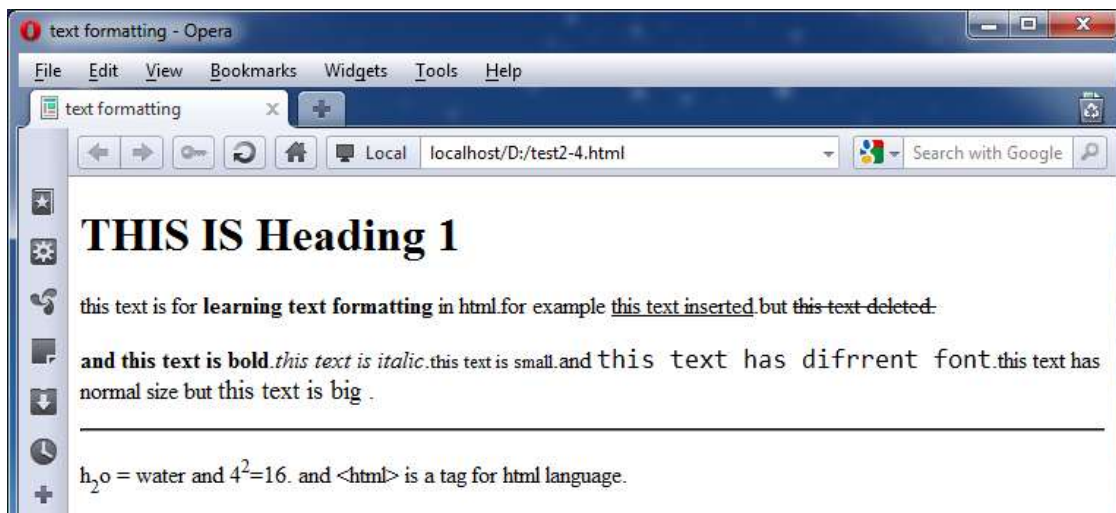 text formatting - Opera
File Edit View Bookmarks Widgets Tools Help
text formatting
Local localhost/D:/test2-4.html Search with Google
THIS IS Heading 1
this text is for learning text formatting in html.for example this text inserted.but this text deleted.
and this text is bold.this text is italic.this text is small.and this text has difrrent font.this text has
normal size but this text is big .
h₂o = water and 4²=16. and <html> is a tag for html language.